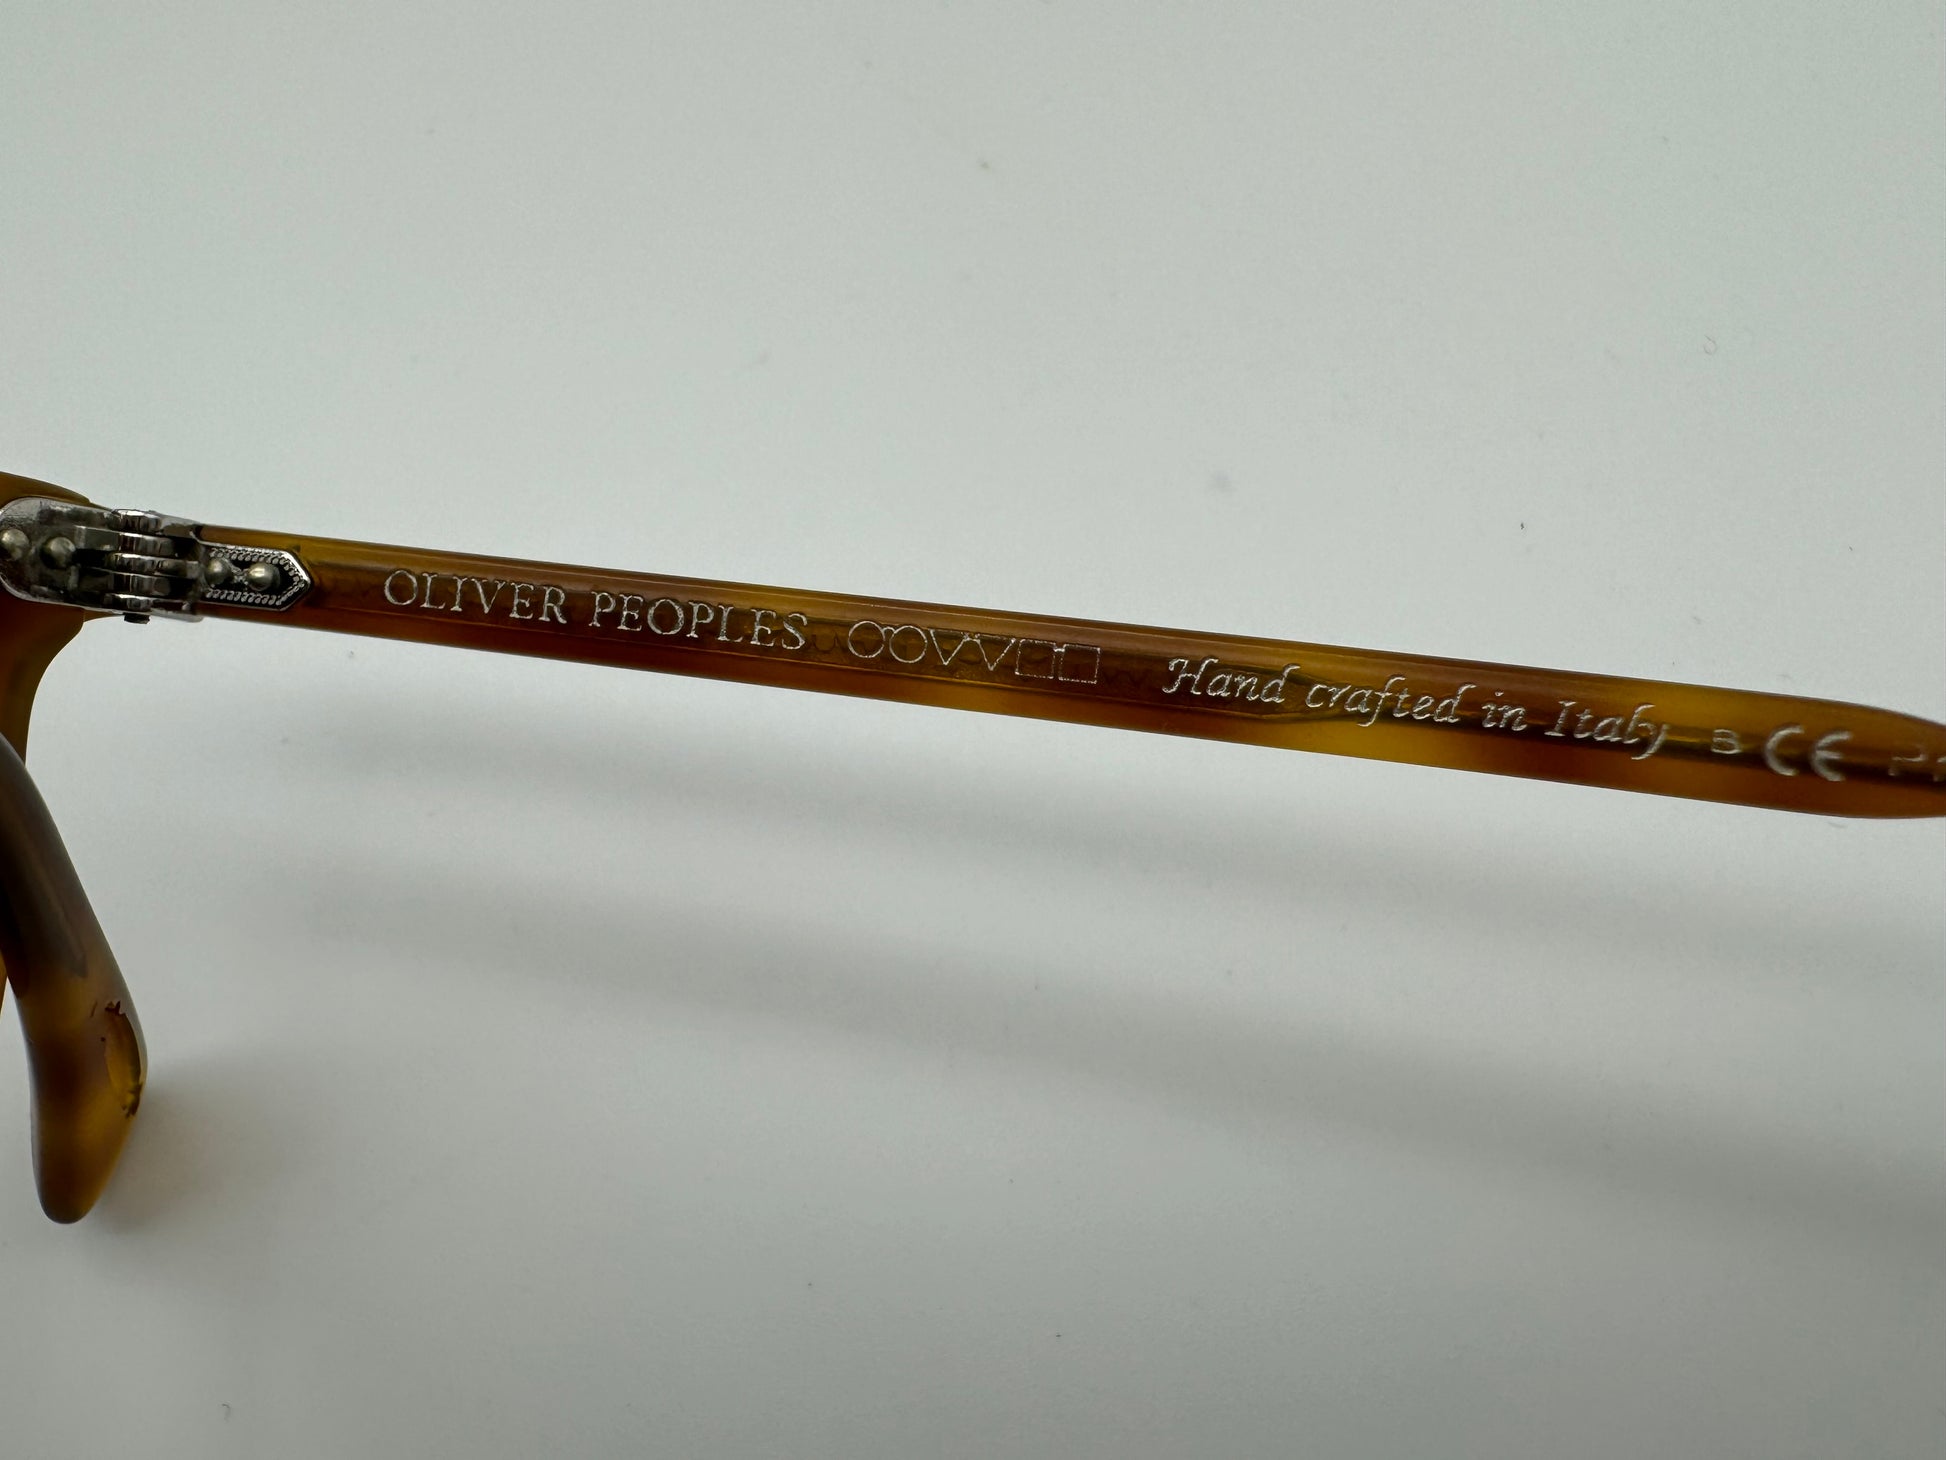 OLIVER PEOPLES Hand crafted in Italy B CE